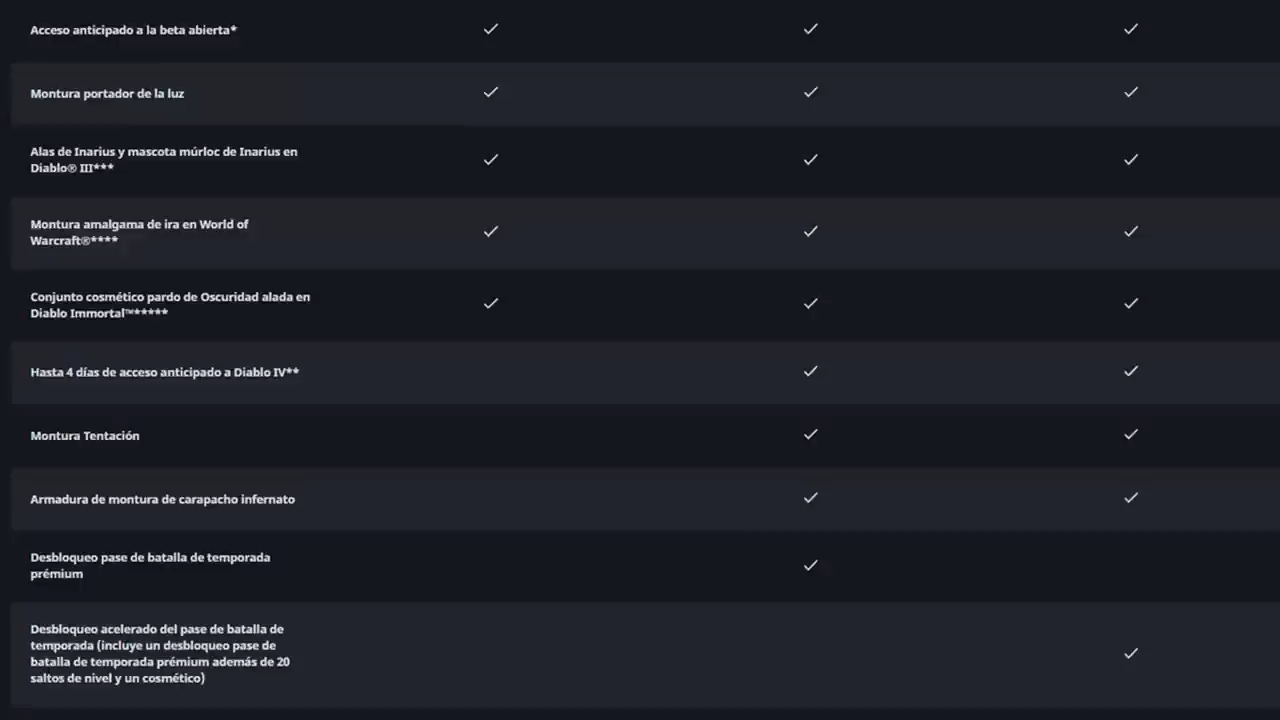 Acceso anticipado a la beta abierta*
Montura portador de la luz
Alas de Inarius y mascota múrloc de Inarius en
Diablo® III***
Montura amalgama de ira en World of
Warcraft®****
Conjunto cosmético pardo de Oscuridad alada en
Diablo Immortal™*****
Hasta 4 días de acceso anticipado a Diablo IV**
Montura Tentación
Armadura de montura de carapacho infernato
Desbloqueo pase de batalla de temporada
prémium
Desbloqueo acelerado del pase de batalla de
temporada (incluye un desbloqueo pase de
batalla de temporada prémium además de 20
saltos de nivel y un cosmético)